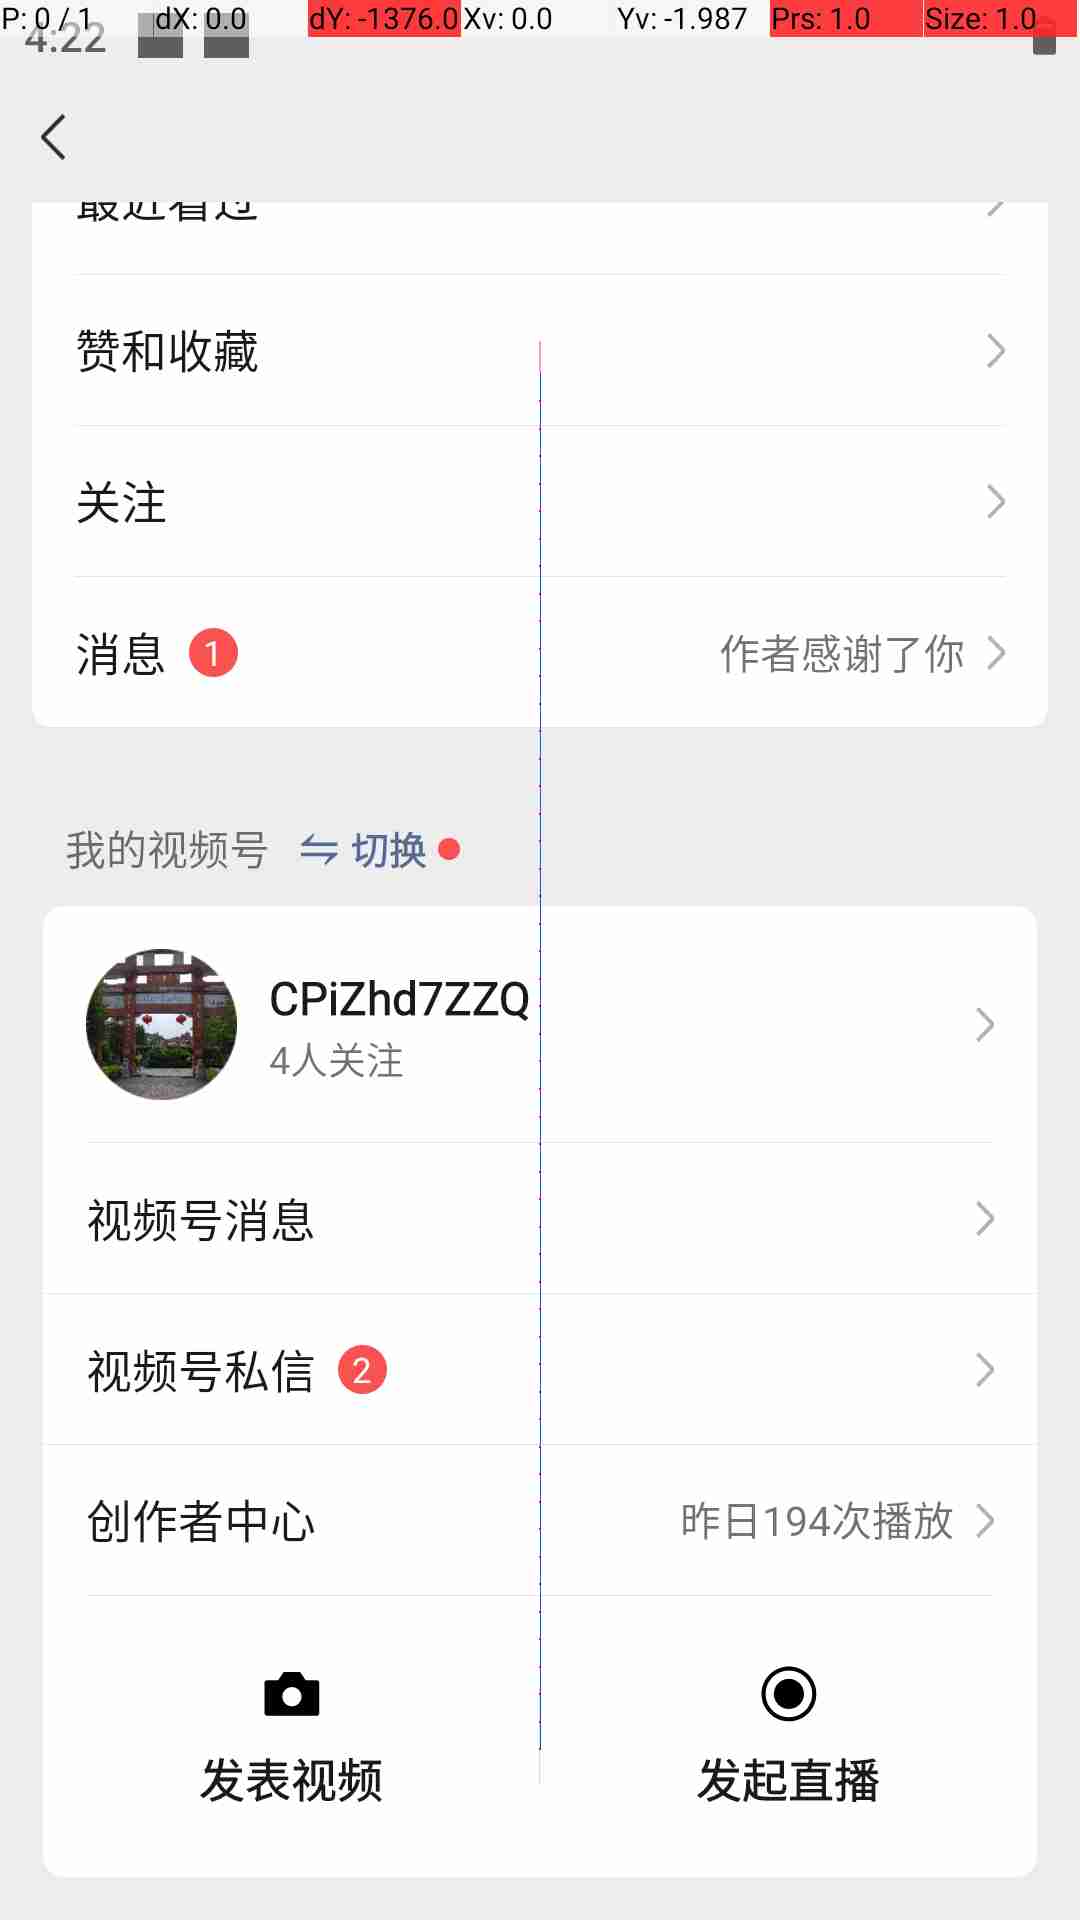 P: 0 / 1 dX: 0.0 dY: -1376.0 Xv: 0.0 Yv: -1.987 Prs: 1.0 Size: 1.0
4:22
最近看过
赞和收藏
关注
消息 1 作者感谢了你
我的视频号 切换
CPiZhd7ZZQ
4人关注
视频号消息
视频号私信 2
创作者中心 昨日194次播放
发表视频 发起直播